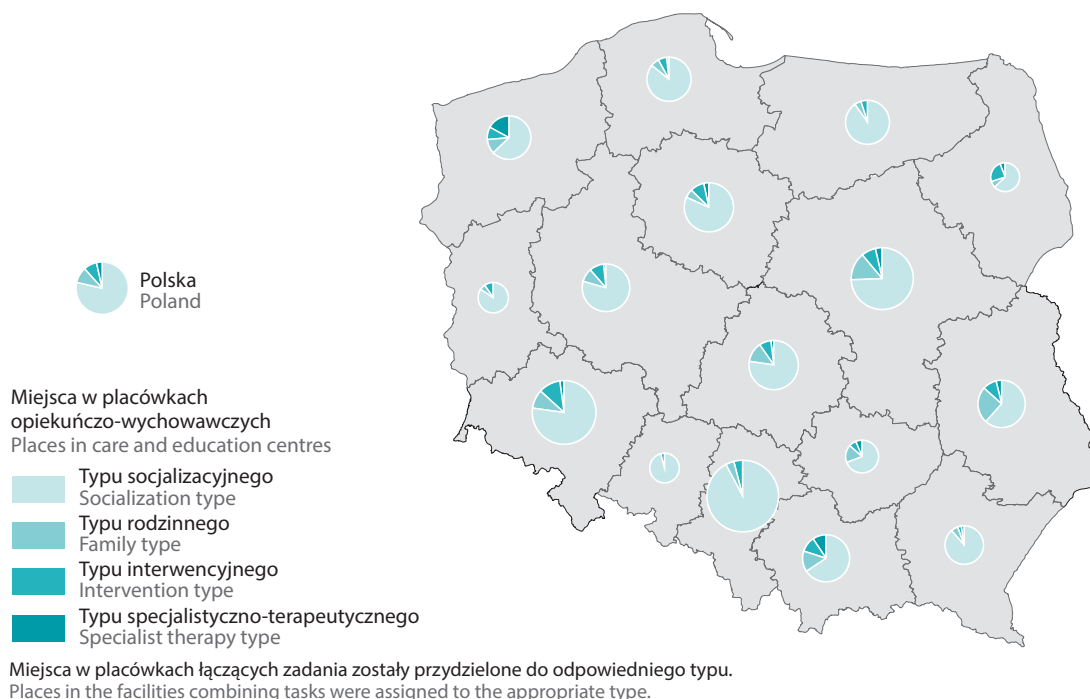 Polska
Poland
Miejsca w placówkach
opiekuńczo-wychowawczych
Places in care and education centres
Typu socjalizacyjnego
Socialization type
Typu rodzinnego
Family type
Typu interwencyjnego
Intervention type
Typu specjalistyczno-terapeutycznego
Specialist therapy type
Miejsca w placówkach łączących zadania zostały przydzielone do odpowiedniego typu.
Places in the facilities combining tasks were assigned to the appropriate type.